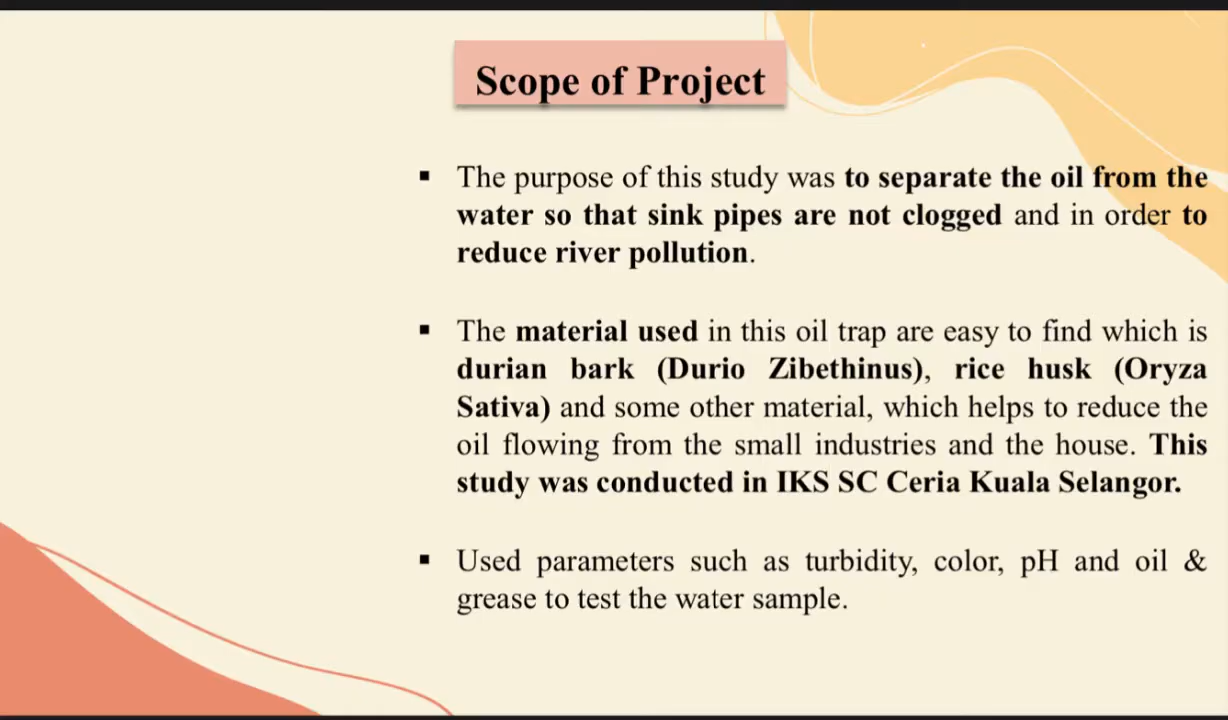 Scope of Project
▪ The purpose of this study was to separate the oil from the
water so that sink pipes are not clogged and in order to
reduce river pollution.
▪ The material used in this oil trap are easy to find which is
durian bark (Durio Zibethinus), rice husk (Oryza
Sativa) and some other material, which helps to reduce the
oil flowing from the small industries and the house. This
study was conducted in IKS SC Ceria Kuala Selangor.
▪ Used parameters such as turbidity, color, pH and oil &
grease to test the water sample.